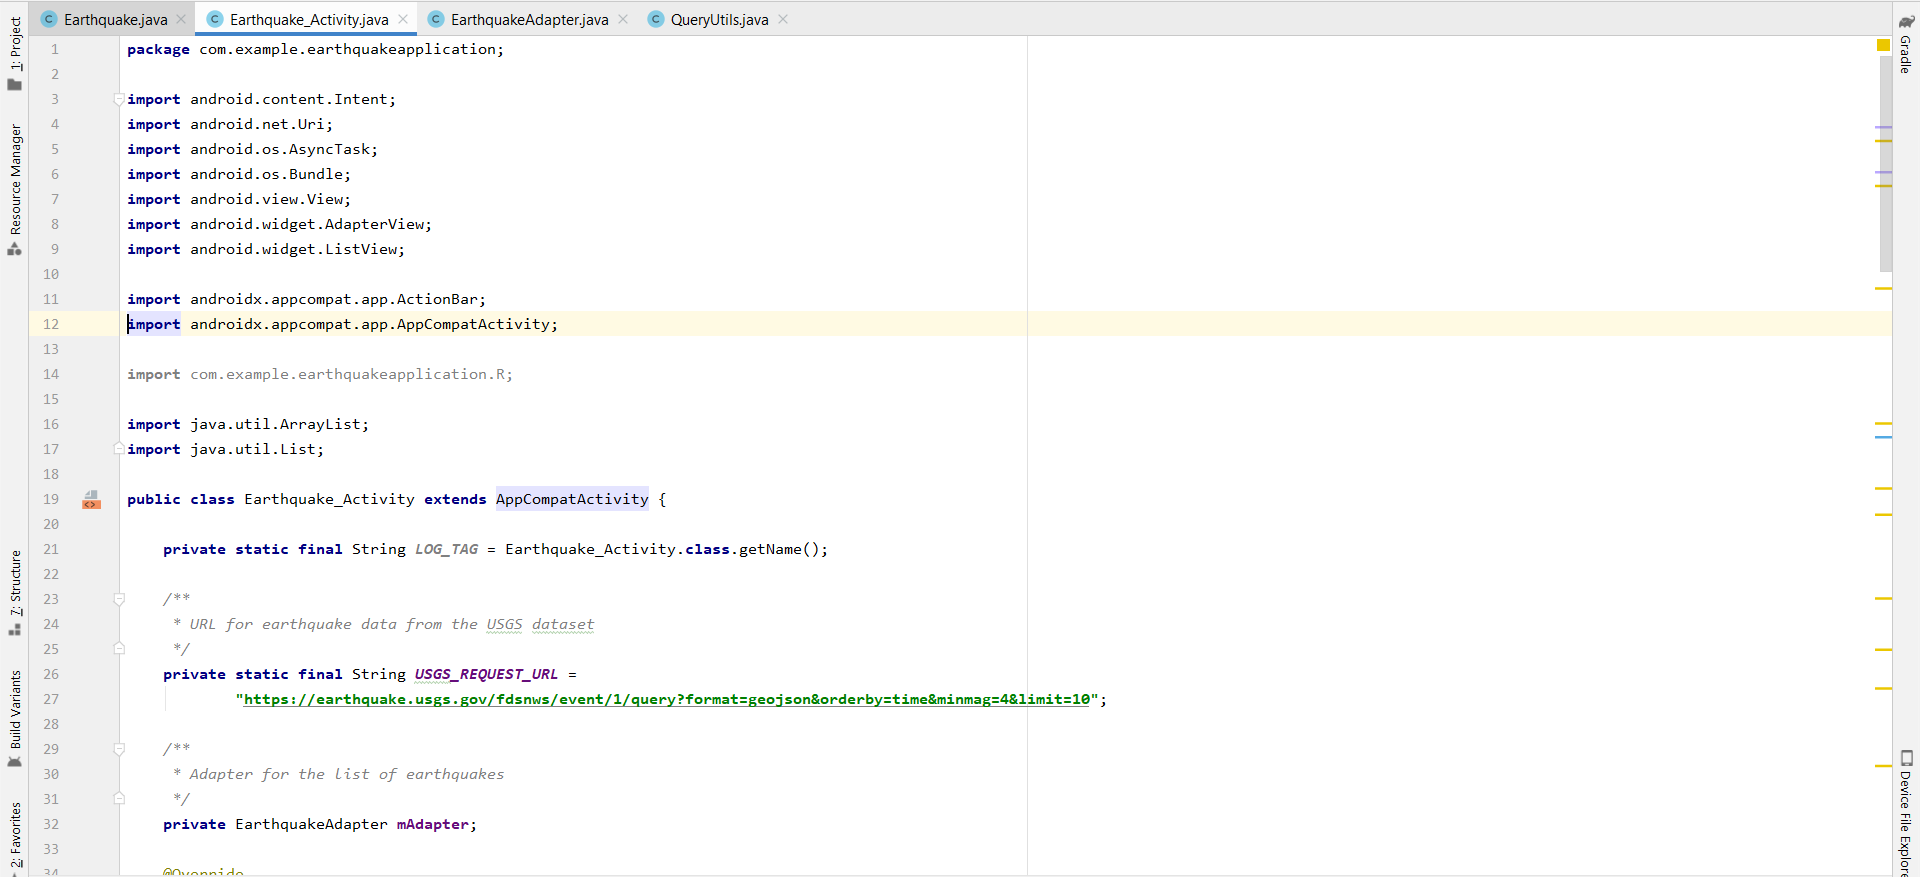 Earthquake.java
Earthquake_Activity.java
EarthquakeAdapter.java
QueryUtils.java
1: Project
Resource Manager
7: Structure
Build Variants
2: Favorites
1 package com.example.earthquakeapplication;
2
3 import android.content.Intent;
4 import android.net.Uri;
5 import android.os.AsyncTask;
6 import android.os.Bundle;
7 import android.view.View;
8 import android.widget.AdapterView;
9 import android.widget.ListView;
10
11 import androidx.appcompat.app.ActionBar;
12 import androidx.appcompat.app.AppCompatActivity;
13
14 import com.example.earthquakeapplication.R;
15
16 import java.util.ArrayList;
17 import java.util.List;
18
19 public class Earthquake_Activity extends AppCompatActivity {
20
21 private static final String LOG_TAG = Earthquake_Activity.class.getName();
22
23 /**
24 * URL for earthquake data from the USGS dataset
25 */
26 private static final String USGS_REQUEST_URL =
27 "https://earthquake.usgs.gov/fdsnws/event/1/query?format=geojson&orderby=time&minmag=4&limit=10";
28
29 /**
30 * Adapter for the list of earthquakes
31 */
32 private EarthquakeAdapter mAdapter;
33
34 @Override
Gradle
Device File Explore